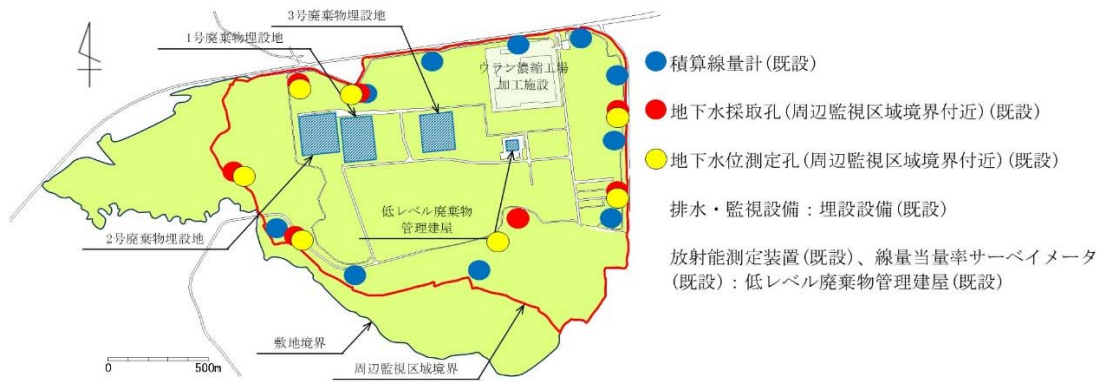 3号廃棄物埋設地
1号廃棄物埋設地
ウラン濃縮工場
加工施設
低レベル廃棄物
管理建屋
2号廃棄物埋設地
敷地境界
周辺監視区域境界
0 500m
積算線量計(既設)
地下水採取孔(周辺監視区域境界付近)(既設)
地下水位測定孔(周辺監視区域境界付近)(既設)
排水・監視設備:埋設設備(既設)
放射能測定装置(既設)、線量当量率サーベイメータ
(既設):低レベル廃棄物管理建屋(既設)